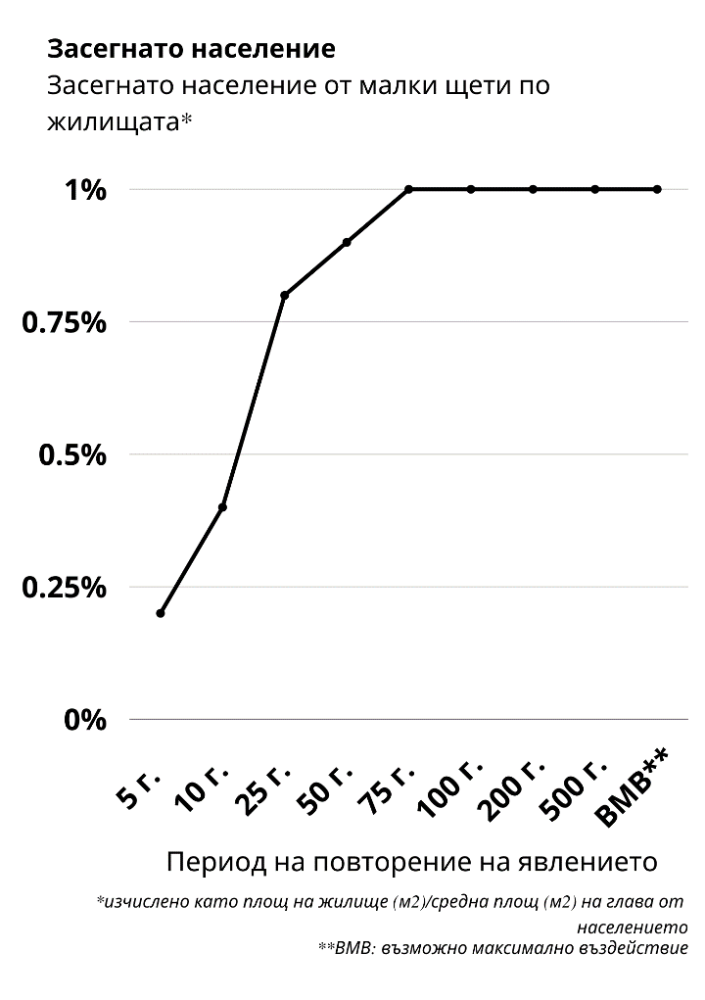 Засегнато население
Засегнато население от малки щети по
жилищата*
1%
0.75%
0.5%
0.25%
0%
5 г.
10 г.
25 г.
50 г.
75 г.
100 г.
200 г.
500 г.
ВМВ**
Период на повторение на явлението
*изчислено като площ на жилище (м2)/средна площ (м2) на глава от
населението
**ВМВ: възможно максимално въздействие